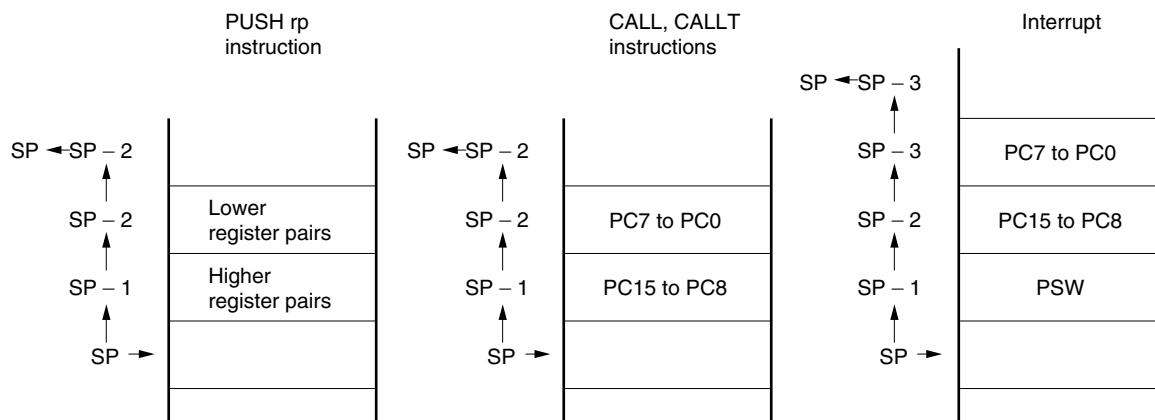 PUSH rp
instruction
SP SP – 2
SP – 2
Lower
register pairs
SP – 1
Higher
register pairs
SP
CALL, CALLT
instructions
SP SP – 2
SP – 2
PC7 to PC0
SP – 1
PC15 to PC8
SP
Interrupt
SP SP – 3
SP – 3
PC7 to PC0
SP – 2
PC15 to PC8
SP – 1
PSW
SP